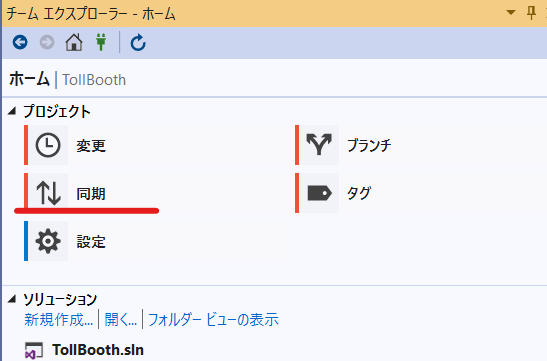 チーム エクスプローラー - ホーム
ホーム | TollBooth
プロジェクト
変更
ブランチ
同期
タグ
設定
ソリューション
新規作成... | 開く... | フォルダー ビューの表示
TollBooth.sln